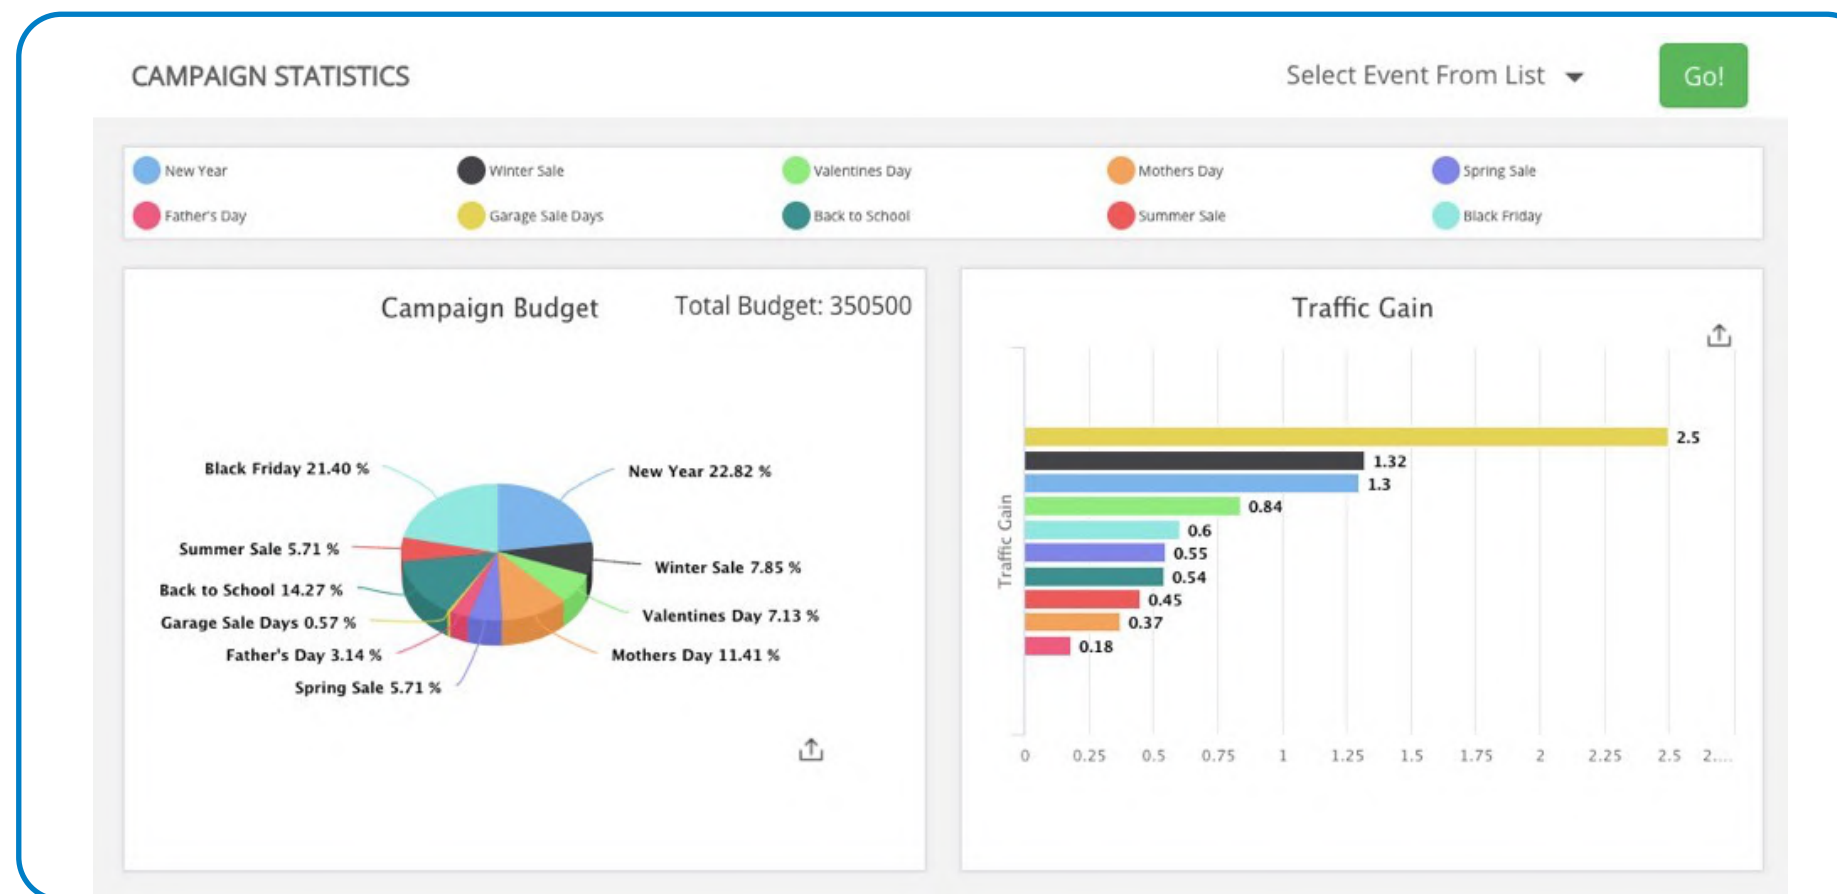 CAMPAIGN STATISTICS
Select Event From List
Go!
New Year
Winter Sale
Valentines Day
Mothers Day
Spring Sale
Father's Day
Garage Sale Days
Back to School
Summer Sale
Black Friday
Campaign Budget
Total Budget: 350500
Black Friday 21.40 %
New Year 22.82 %
Summer Sale 5.71 %
Winter Sale 7.85 %
Back to School 14.27 %
Valentines Day 7.13 %
Garage Sale Days 0.57 %
Father's Day 3.14 %
Mothers Day 11.41 %
Spring Sale 5.71 %
Traffic Gain
Traffic Gain
2.5
1.32
1.3
0.84
0.6
0.55
0.54
0.45
0.37
0.18
0 0.25 0.5 0.75 1 1.25 1.5 1.75 2 2.25 2.5 2....